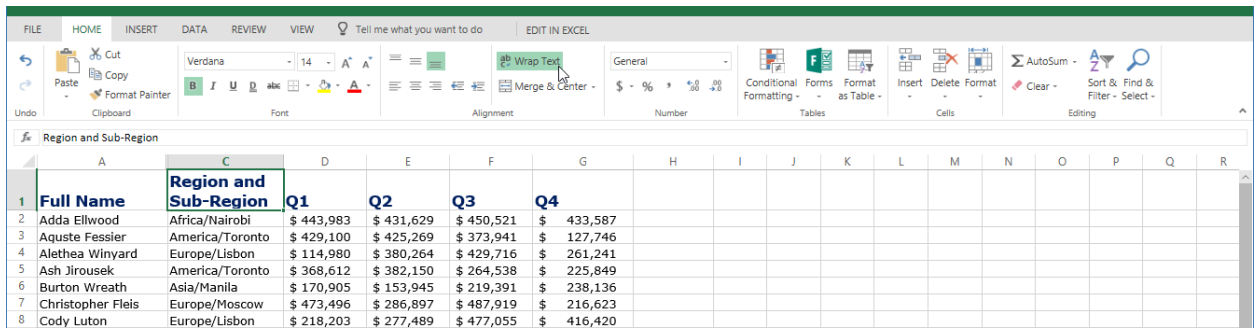 FILE HOME INSERT DATA REVIEW VIEW Tell me what you want to do EDIT IN EXCEL
Cut
Copy
Format Painter
Paste
Clipboard
Undo
Verdana 14 A A
B I U D abc A
Font
Wrap Text
Merge & Center
Alignment
General
$ % , .00 .00
Number
Conditional Formatting
Forms
Format as Table
Tables
Insert Delete Format
Cells
AutoSum
Clear
Sort & Filter
Find & Select
Editing
fx Region and Sub-Region
A C D E F G H I J K L M N O P Q R
1 Full Name Region and Sub-Region Q1 Q2 Q3 Q4
2 Adda Ellwood Africa/Nairobi $ 443,983 $ 431,629 $ 450,521 $ 433,587
3 Aguste Fessier America/Toronto $ 429,100 $ 425,269 $ 373,941 $ 127,746
4 Alethea Winyard Europe/Lisbon $ 114,980 $ 380,264 $ 429,716 $ 261,241
5 Ash Jirousek America/Toronto $ 368,612 $ 382,150 $ 264,538 $ 225,849
6 Burton Wreath Asia/Manila $ 170,905 $ 153,945 $ 219,391 $ 238,136
7 Christopher Fleis Europe/Moscow $ 473,496 $ 286,897 $ 487,919 $ 216,623
8 Cody Luton Europe/Lisbon $ 218,203 $ 277,489 $ 477,055 $ 416,420